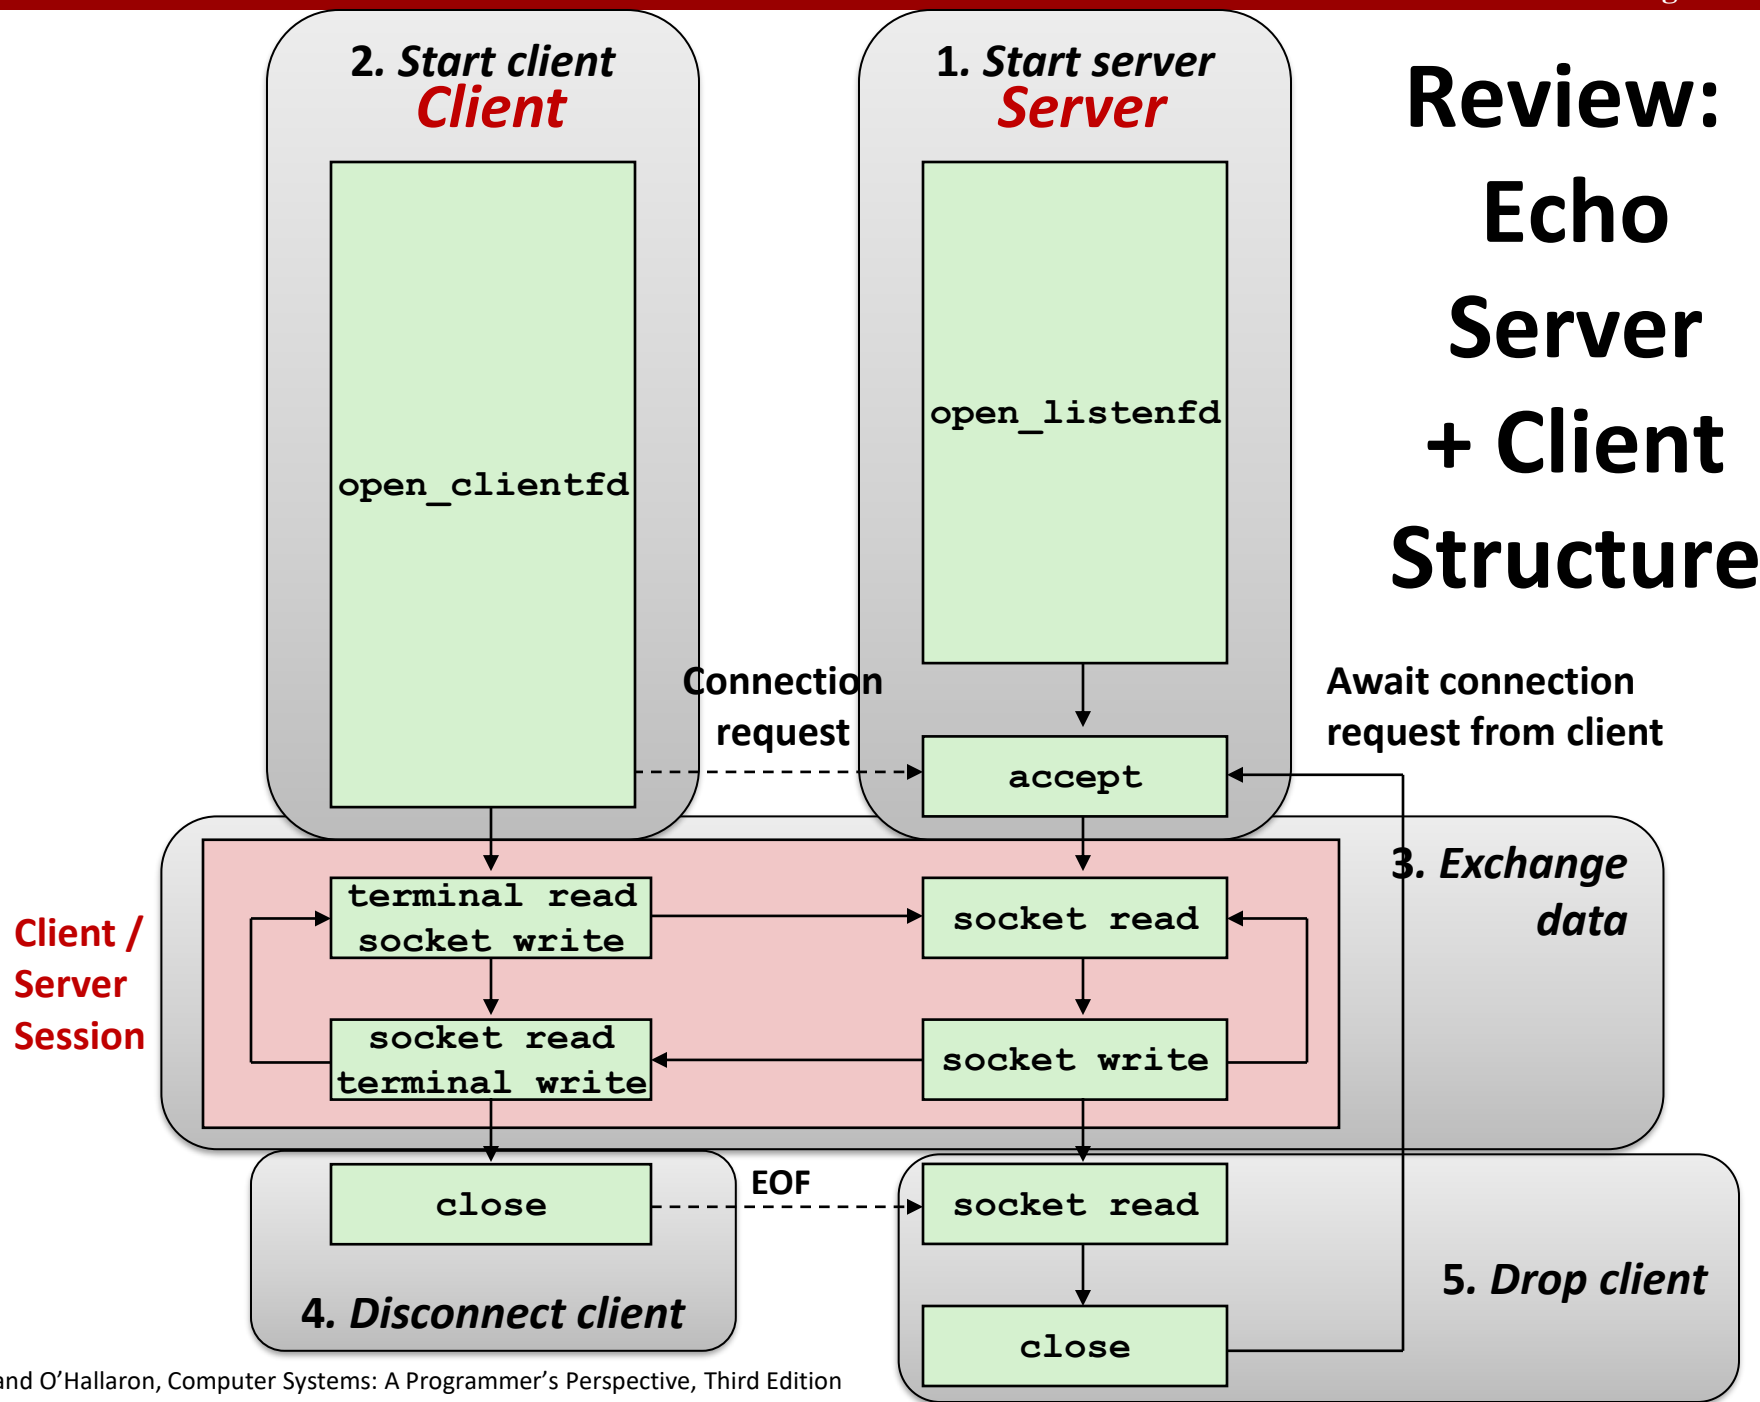 2. Start client
Client
1. Start server
Server
Review:
Echo
Server
+ Client
Structure
open_clientfd
open_listenfd
Connection
request
Await connection
request from client
accept
3. Exchange
data
Client /
Server
Session
terminal read
socket write
socket read
socket read
terminal write
socket write
close
EOF
socket read
4. Disconnect client
5. Drop client
close
and O’Hallaron, Computer Systems: A Programmer’s Perspective, Third Edition